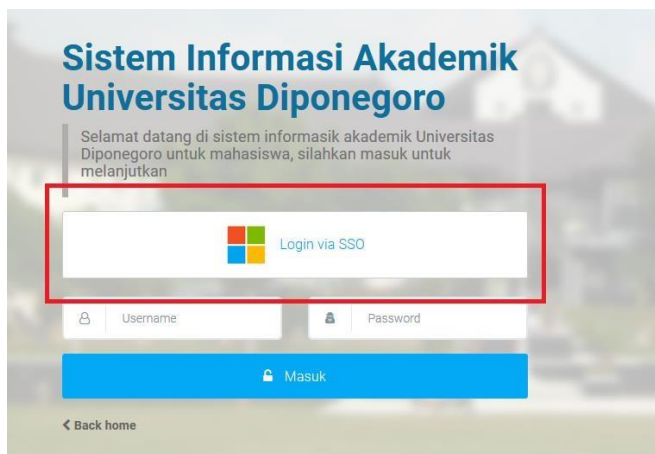 Sistem Informasi Akademik
Universitas Diponegoro
Selamat datang di sistem informasik akademik Universitas
Diponegoro untuk mahasiswa, silahkan masuk untuk
melanjutkan
Login via SSO
Username Password
Masuk
Back home